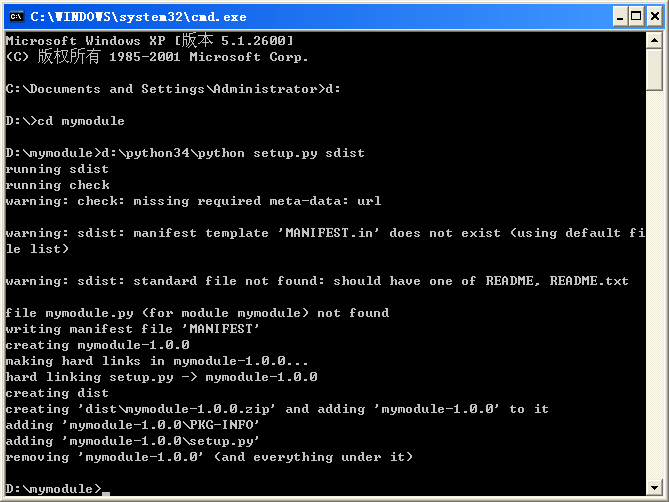 C:\WINDOWS\system32\cmd.exe
Microsoft Windows XP [版本 5.1.2600]
(C) 版权所有 1985-2001 Microsoft Corp.
C:\Documents and Settings\Administrator>d:
D:\>cd mymodule
D:\mymodule>d:\python34\python setup.py sdist
running sdist
running check
warning: check: missing required meta-data: url
warning: sdist: manifest template 'MANIFEST.in' does not exist (using default fi
le list)
warning: sdist: standard file not found: should have one of README, README.txt
file mymodule.py (for module mymodule) not found
writing manifest file 'MANIFEST'
creating mymodule-1.0.0
making hard links in mymodule-1.0.0...
hard linking setup.py -> mymodule-1.0.0
creating dist
creating 'dist\mymodule-1.0.0.zip' and adding 'mymodule-1.0.0' to it
adding 'mymodule-1.0.0\PKG-INFO'
adding 'mymodule-1.0.0\setup.py'
removing 'mymodule-1.0.0' (and everything under it)
D:\mymodule>